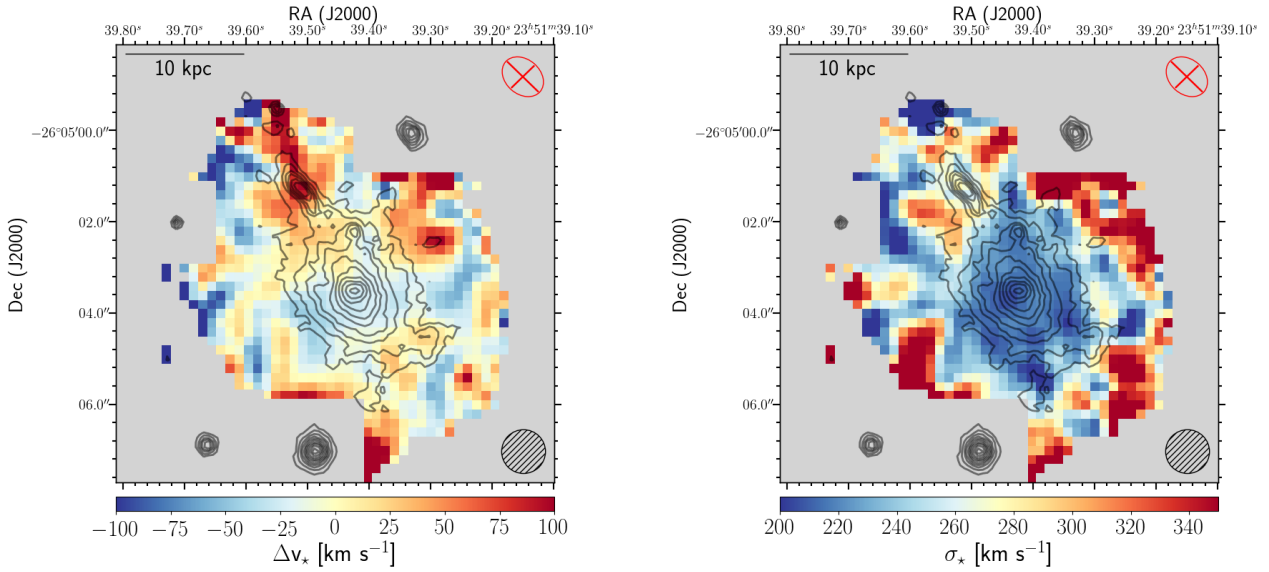 RA (J2000)
39.80ˢ 39.70ˢ 39.60ˢ 39.50ˢ 39.40ˢ 39.30ˢ 39.20ˢ 23ʰ51ᵐ39.10ˢ
10 kpc
−26°05′00.0″
02.0″
04.0″
06.0″
Dec (J2000)
−100 −75 −50 −25 0 25 50 75 100
Δv⋆ [km s⁻¹]
RA (J2000)
39.80ˢ 39.70ˢ 39.60ˢ 39.50ˢ 39.40ˢ 39.30ˢ 39.20ˢ 23ʰ51ᵐ39.10ˢ
10 kpc
−26°05′00.0″
02.0″
04.0″
06.0″
Dec (J2000)
200 220 240 260 280 300 320 340
σ⋆ [km s⁻¹]